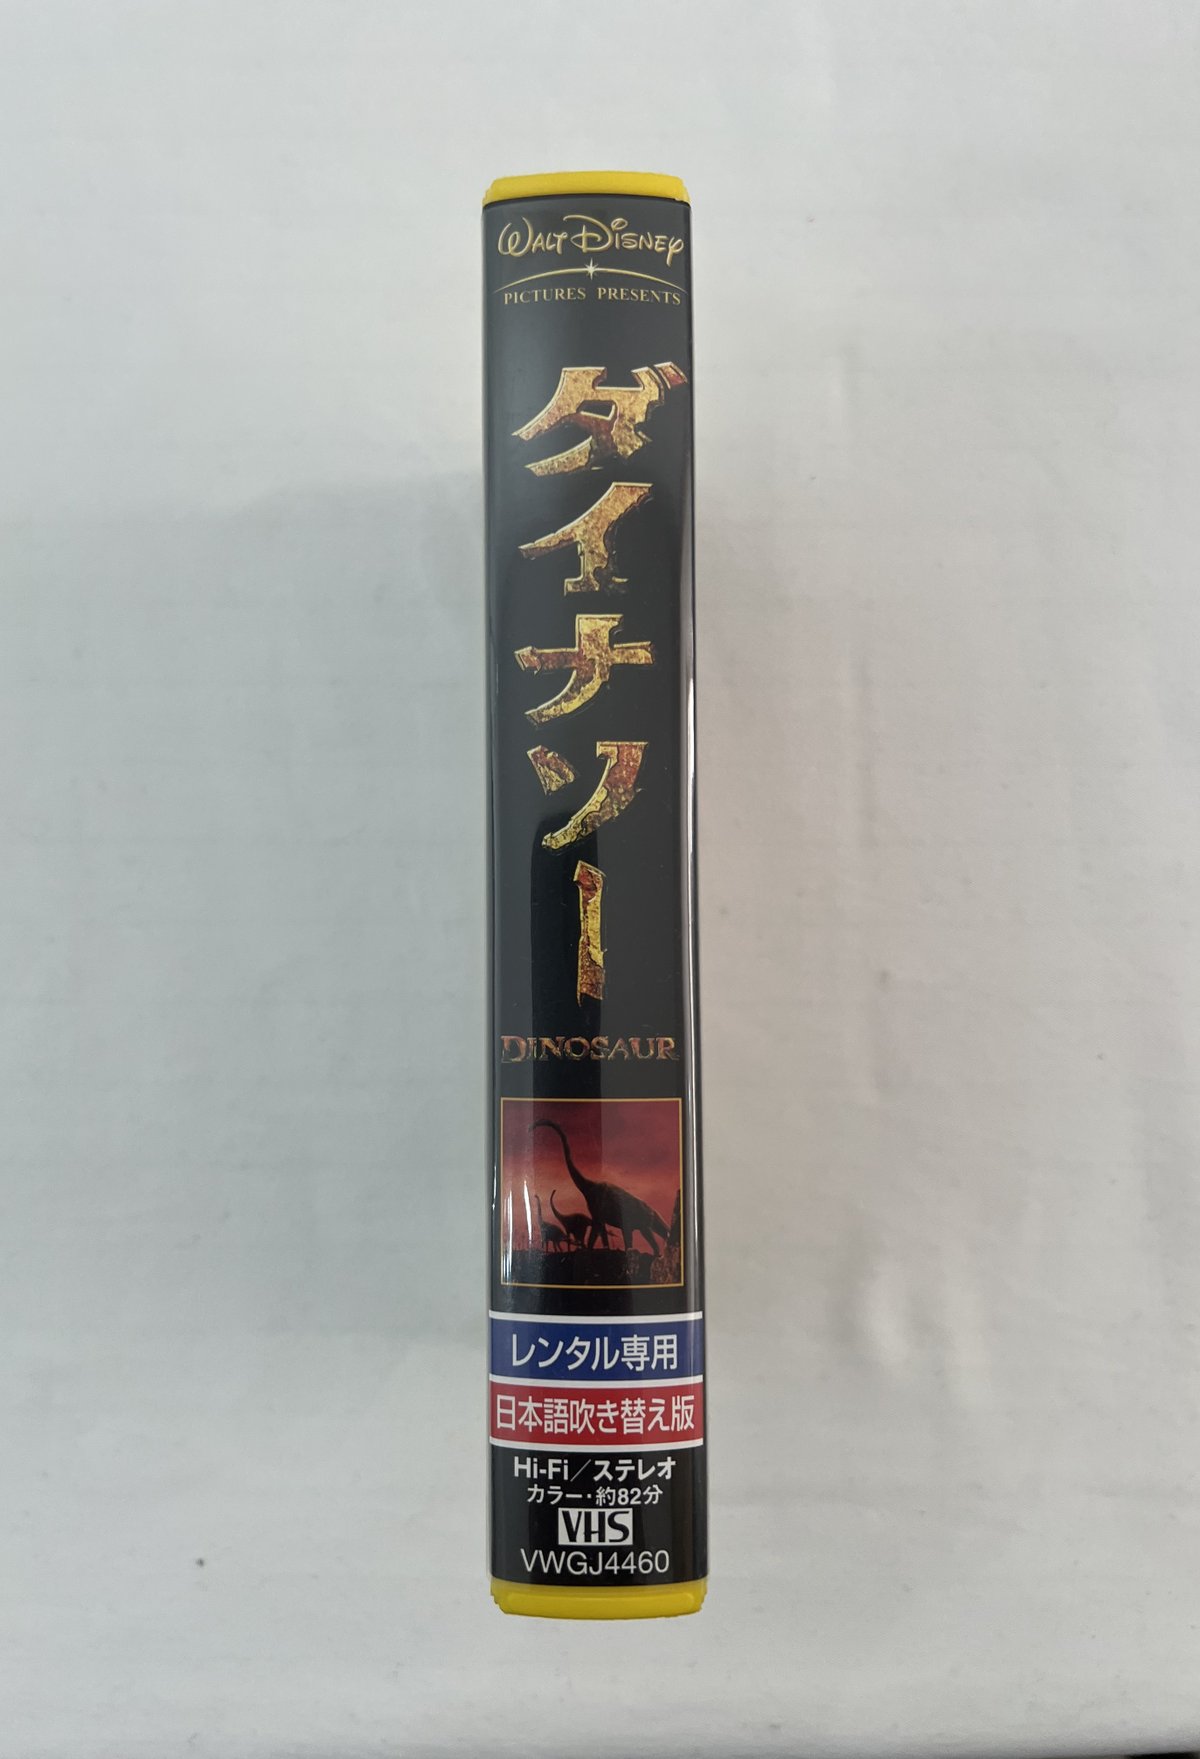 WALT DISNEY
PICTURES PRESENTS
ダイナソー
DINOSAUR
レンタル専用
日本語吹き替え版
Hi-Fi/ステレオ
カラー・約82分
VHS
VWGJ4460